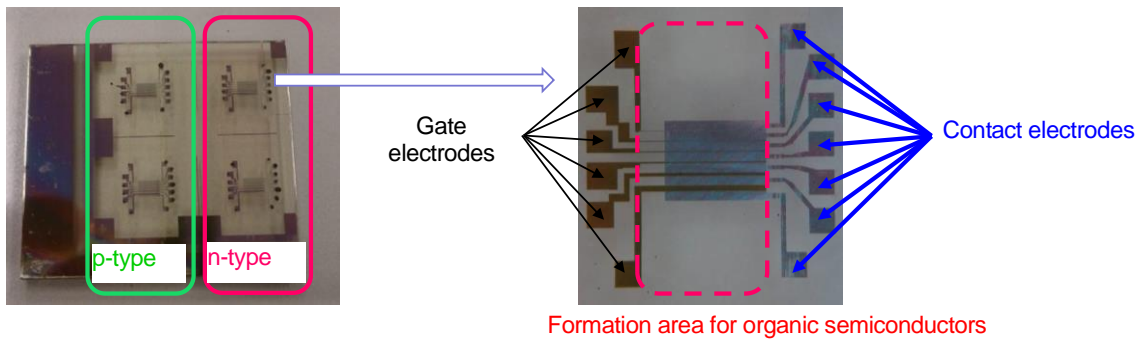 p-type
n-type
Gate
electrodes
Contact electrodes
Formation area for organic semiconductors